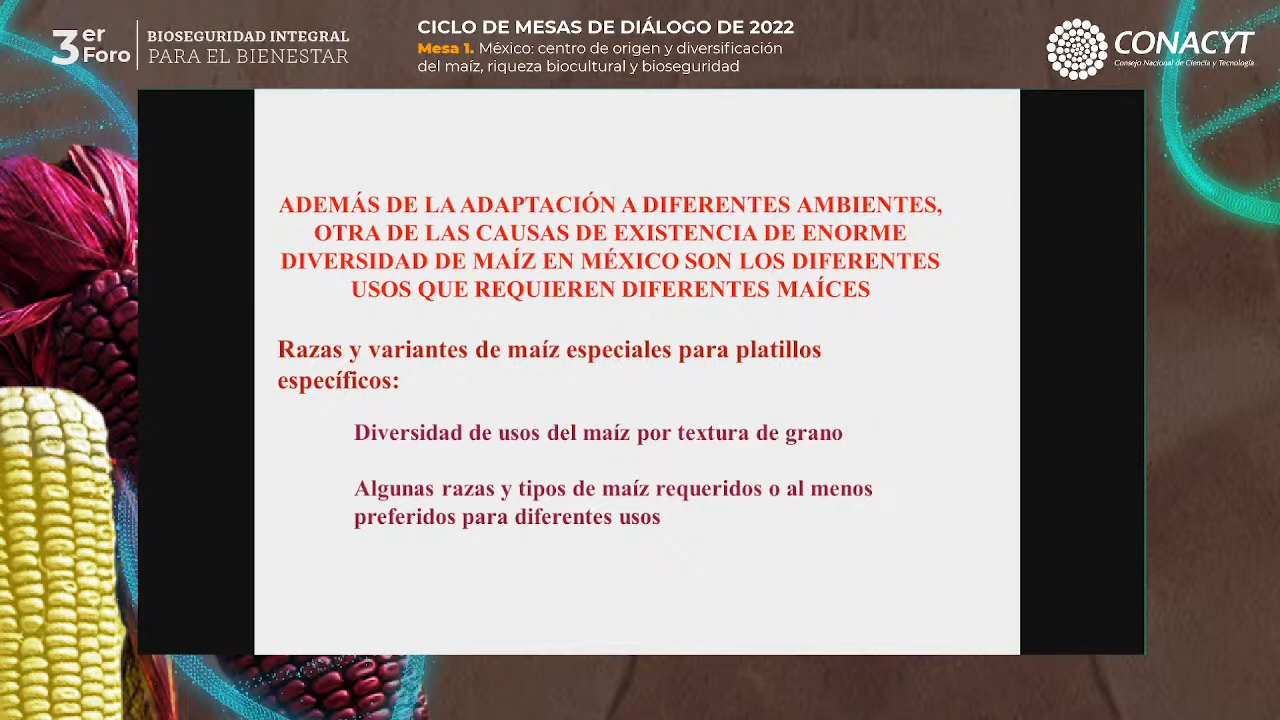 3er Foro
BIOSEGURIDAD INTEGRAL
PARA EL BIENESTAR
CICLO DE MESAS DE DIÁLOGO DE 2022
Mesa 1. México: centro de origen y diversificación
del maíz, riqueza biocultural y bioseguridad
CONACYT
Consejo Nacional de Ciencia y Tecnología
ADEMÁS DE LA ADAPTACIÓN A DIFERENTES AMBIENTES,
OTRA DE LAS CAUSAS DE EXISTENCIA DE ENORME
DIVERSIDAD DE MAÍZ EN MÉXICO SON LOS DIFERENTES
USOS QUE REQUIEREN DIFERENTES MAÍCES
Razas y variantes de maíz especiales para platillos
específicos:
Diversidad de usos del maíz por textura de grano
Algunas razas y tipos de maíz requeridos o al menos
preferidos para diferentes usos